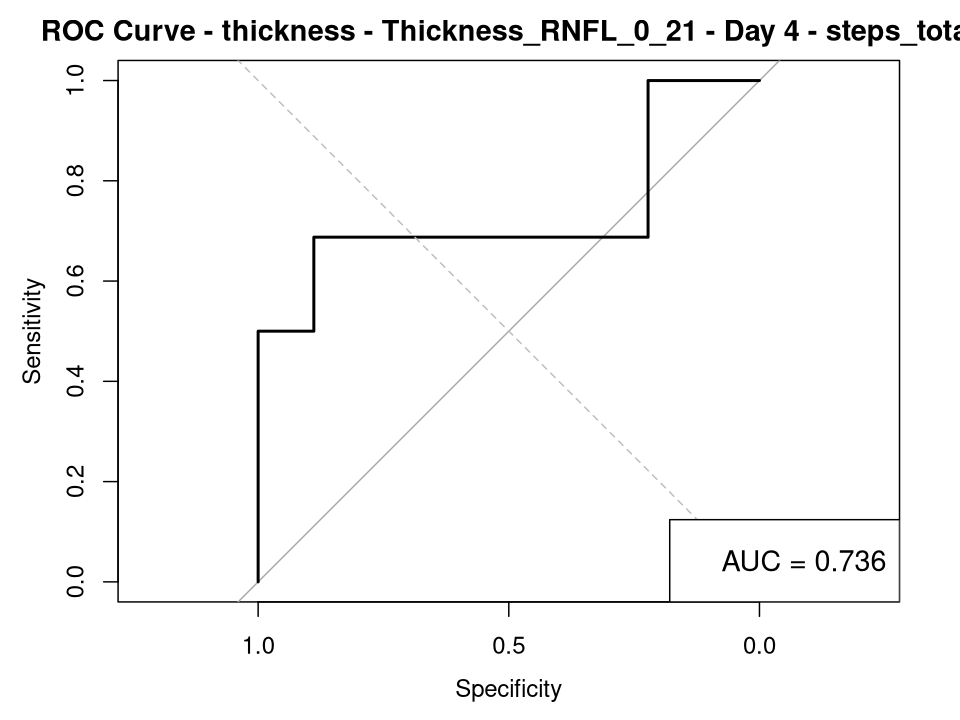 ROC Curve - thickness - Thickness_RNFL_0_21 - Day 4 - steps_tota
1.0
0.8
0.6
0.4
0.2
0.0
Sensitivity
AUC = 0.736
1.0 0.5 0.0
Specificity